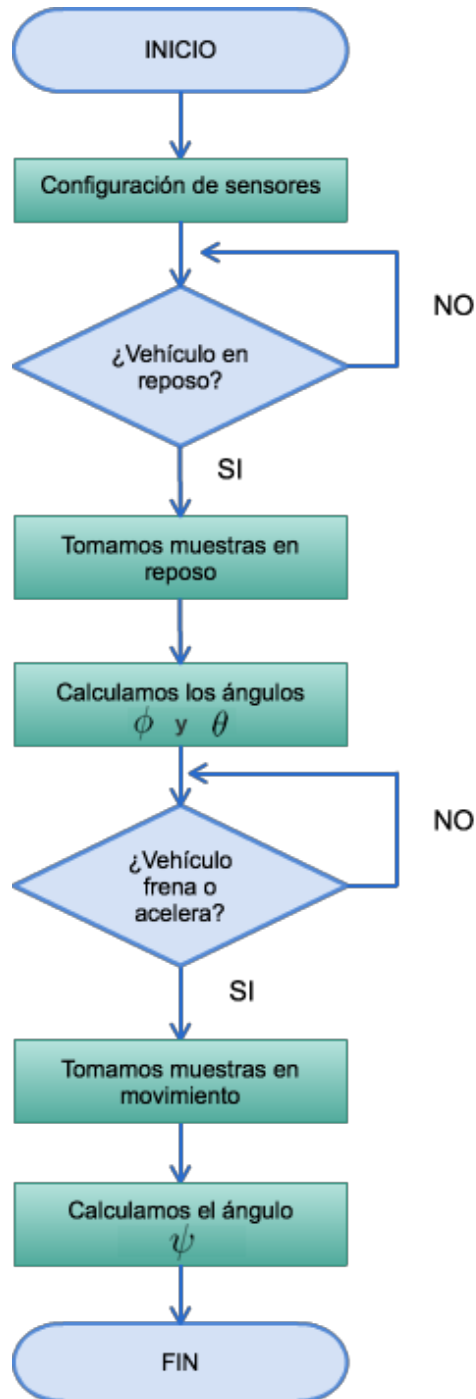 INICIO
Configuración de sensores
NO
¿Vehículo en
reposo?
SI
Tomamos muestras en
reposo
Calculamos los ángulos
ϕ y θ
NO
¿Vehículo
frena o
acelera?
SI
Tomamos muestras en
movimiento
Calculamos el ángulo
ψ
FIN